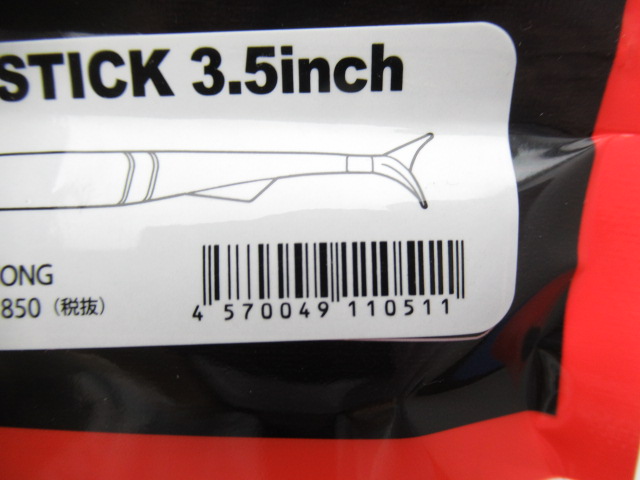 STICK 3.5inch
ONG
850（税抜）
4 570049 110511